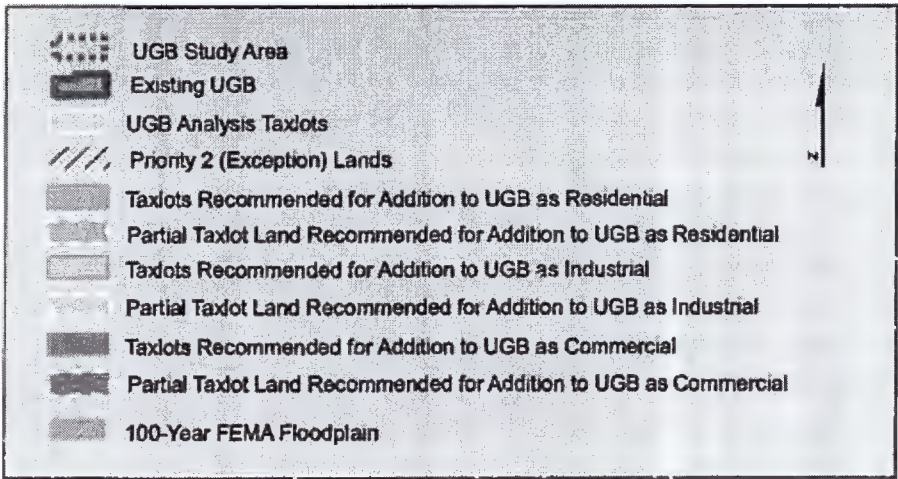 UGB Study Area
Existing UGB
UGB Analysis Taxlots
Priority 2 (Exception) Lands
Taxlots Recommended for Addition to UGB as Residential
Partial Taxlot Land Recommended for Addition to UGB as Residential
Taxlots Recommended for Addition to UGB as Industrial
Partial Taxlot Land Recommended for Addition to UGB as Industrial
Taxlots Recommended for Addition to UGB as Commercial
Partial Taxlot Land Recommended for Addition to UGB as Commercial
100-Year FEMA Floodplain
N